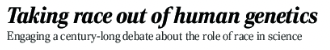 Taking race out of human genetics
Engaging a century-long debate about the role of race in science